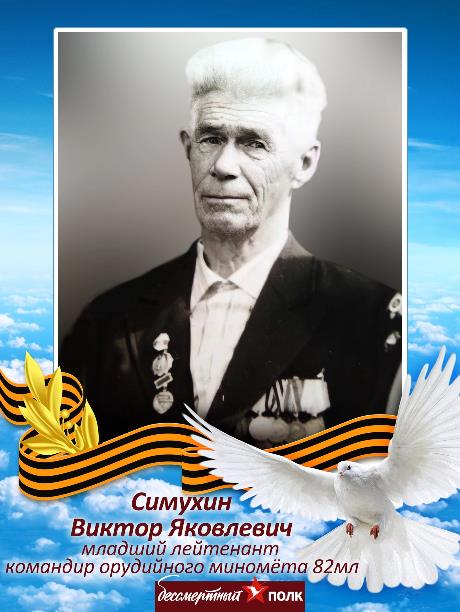 Симухин
Виктор Яковлевич
младший лейтенант
командир орудийного миномёта 82мл
бессмертный полк